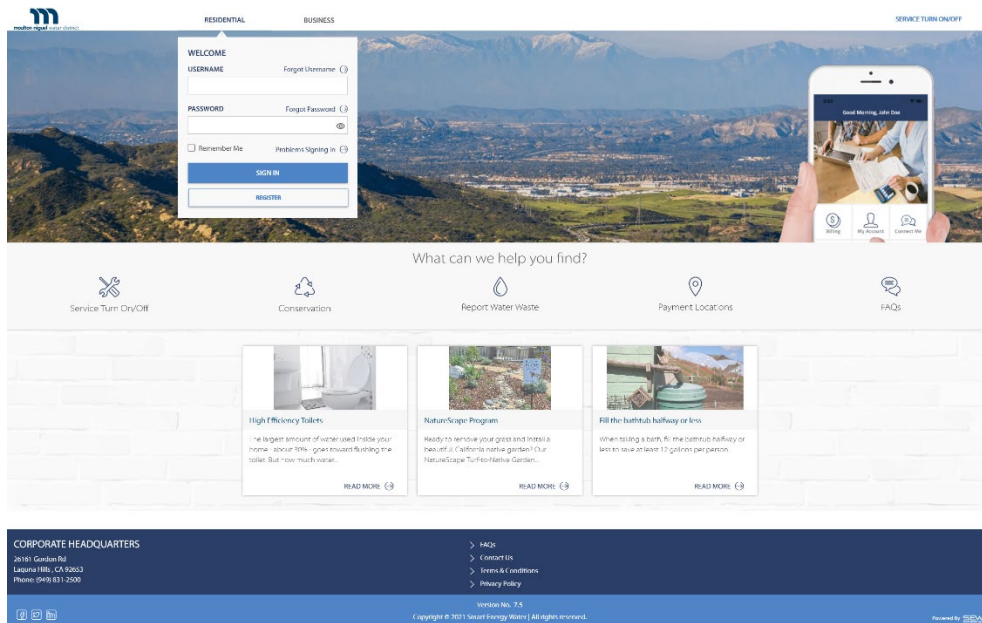 moulton niguel water district
RESIDENTIAL
BUSINESS
SERVICE TURN ON/OFF
WELCOME
USERNAME
Forgot Username
PASSWORD
Forgot Password
Remember Me
Problems Signing in
SIGN IN
REGISTER
Good Morning, John Doe
Billing
My Account
Connect Me
What can we help you find?
Service Turn On/Off
Conservation
Report Water Waste
Payment Locations
FAQs
High Efficiency Toilets
The largest amount of water used inside your
home - about 30% - goes toward flushing the
toilet. But how much water...
READ MORE
NatureScape Program
Ready to remove your grass and install a
beautiful, California native garden? Our
NatureScape Turf-to-Native Garden...
READ MORE
Fill the bathtub halfway or less
When taking a bath, fill the bathtub halfway or
less to save at least 12 gallons per person.
READ MORE
CORPORATE HEADQUARTERS
26161 Gordon Rd
Laguna Hills , CA 92653
Phone: (949) 831-2500
FAQs
Contact Us
Terms & Conditions
Privacy Policy
Version No. 7.5
Copyright © 2021 Smart Energy Water | All rights reserved.
Powered By SEW